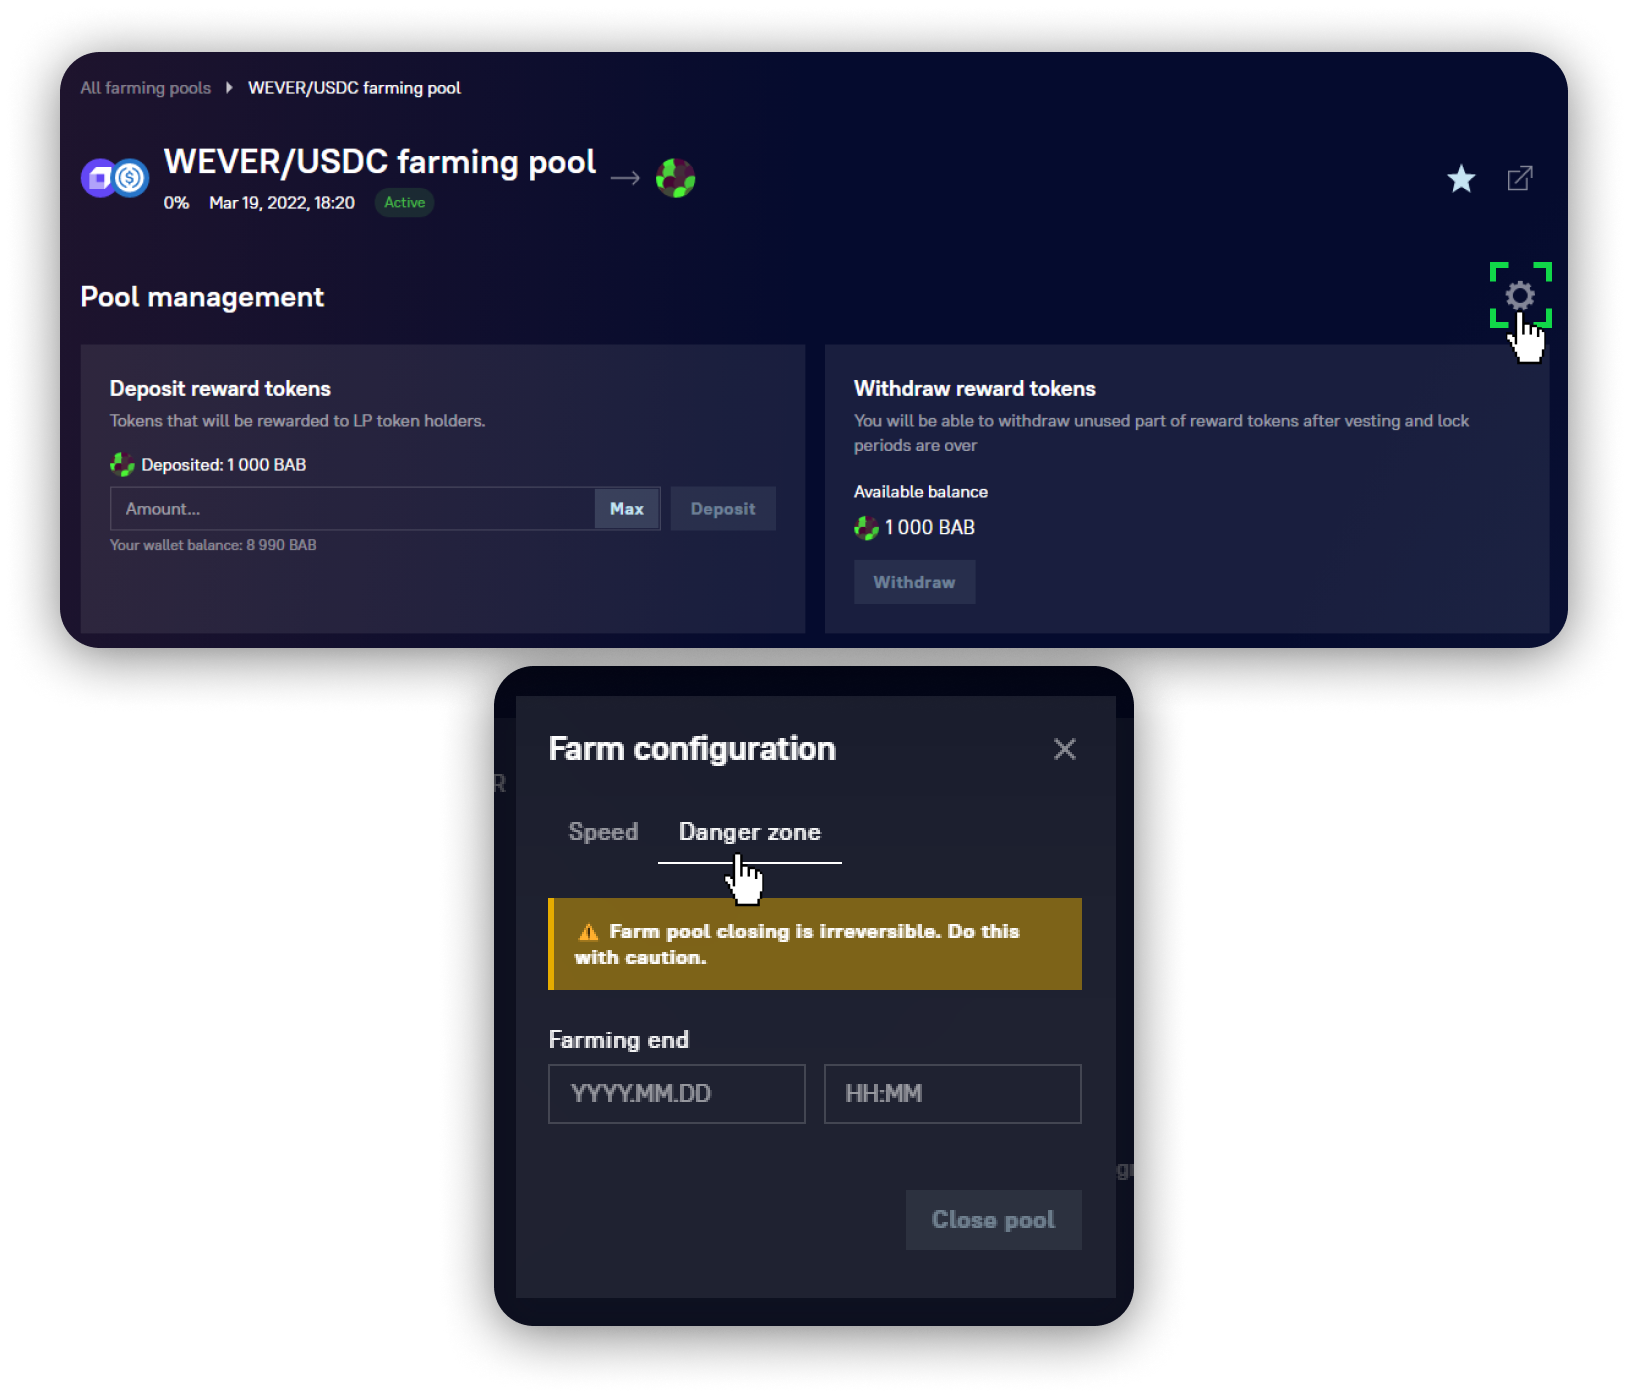 All farming pools WEVER/USDC farming pool
WEVER/USDC farming pool
0% Mar 19, 2022, 18:20 Active
Pool management
Deposit reward tokens
Tokens that will be rewarded to LP token holders.
Deposited: 1 000 BAB
Amount... Max Deposit
Your wallet balance: 8 990 BAB
Withdraw reward tokens
You will be able to withdraw unused part of reward tokens after vesting and lock
periods are over
Available balance
1 000 BAB
Withdraw
Farm configuration
R
Speed Danger zone
⚠ Farm pool closing is irreversible. Do this
with caution.
Farming end
YYYY.MM.DD HH:MM
Close pool